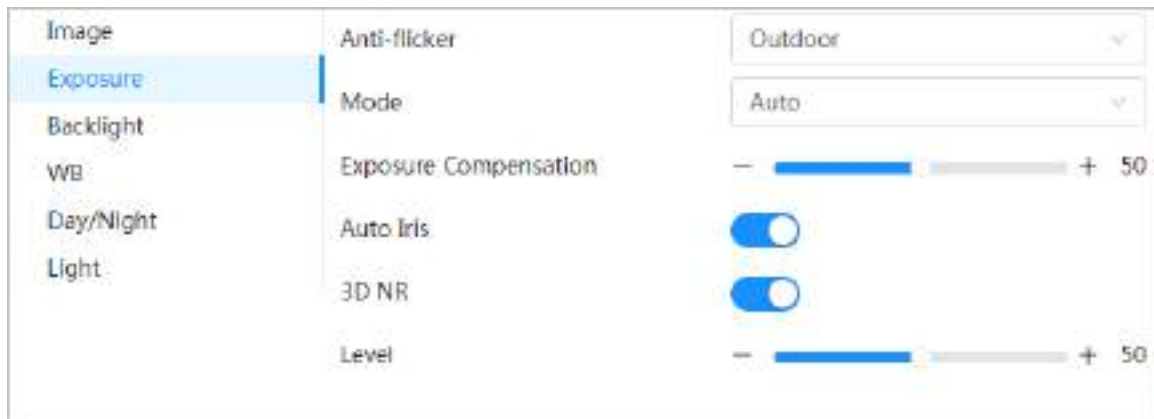 Image
Exposure
Backlight
WB
Day/Night
Light
Anti-flicker Outdoor
Mode Auto
Exposure Compensation − + 50
Auto Iris
3D NR
Level − + 50